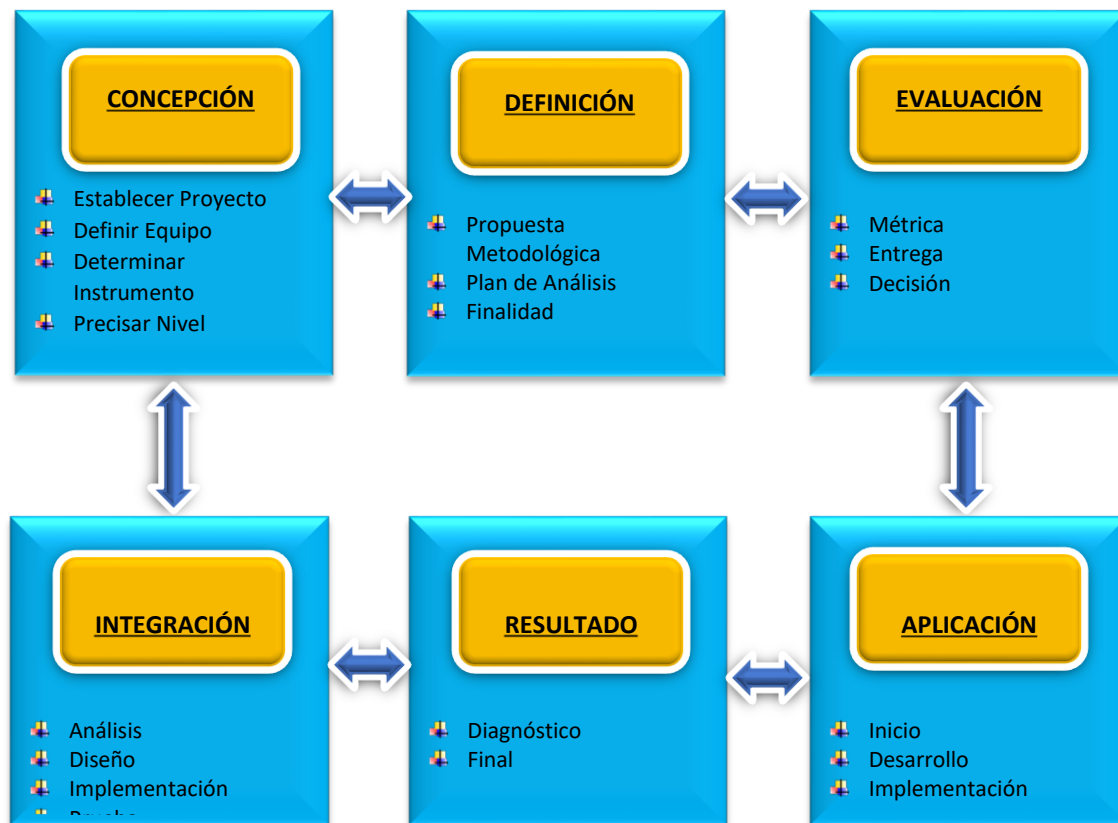 CONCEPCIÓN
Establecer Proyecto
Definir Equipo
Determinar
Instrumento
Precisar Nivel
DEFINICIÓN
Propuesta
Metodológica
Plan de Análisis
Finalidad
EVALUACIÓN
Métrica
Entrega
Decisión
INTEGRACIÓN
Análisis
Diseño
Implementación
RESULTADO
Diagnóstico
Final
APLICACIÓN
Inicio
Desarrollo
Implementación